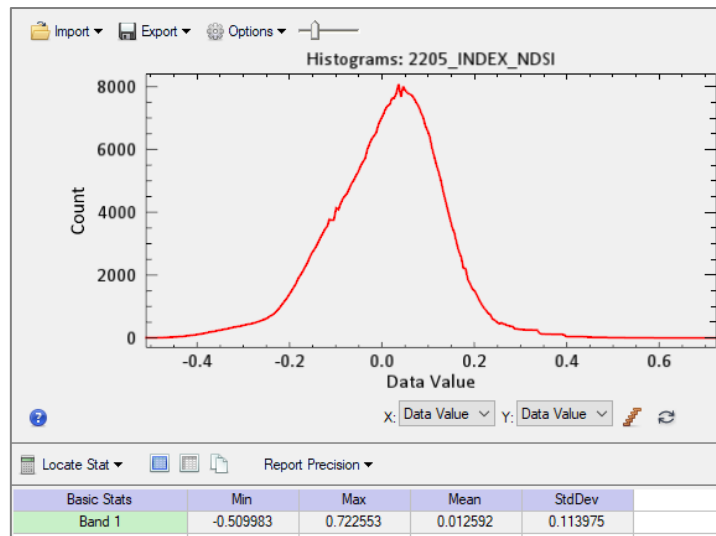 Import Export Options
Histograms: 2205_INDEX_NDSI
8000
6000
4000
2000
0
Count
-0.4 -0.2 0.0 0.2 0.4 0.6
Data Value
X: Data Value Y: Data Value
Locate Stat Report Precision
Basic Stats Min Max Mean StdDev
Band 1 -0.509983 0.722553 0.012592 0.113975